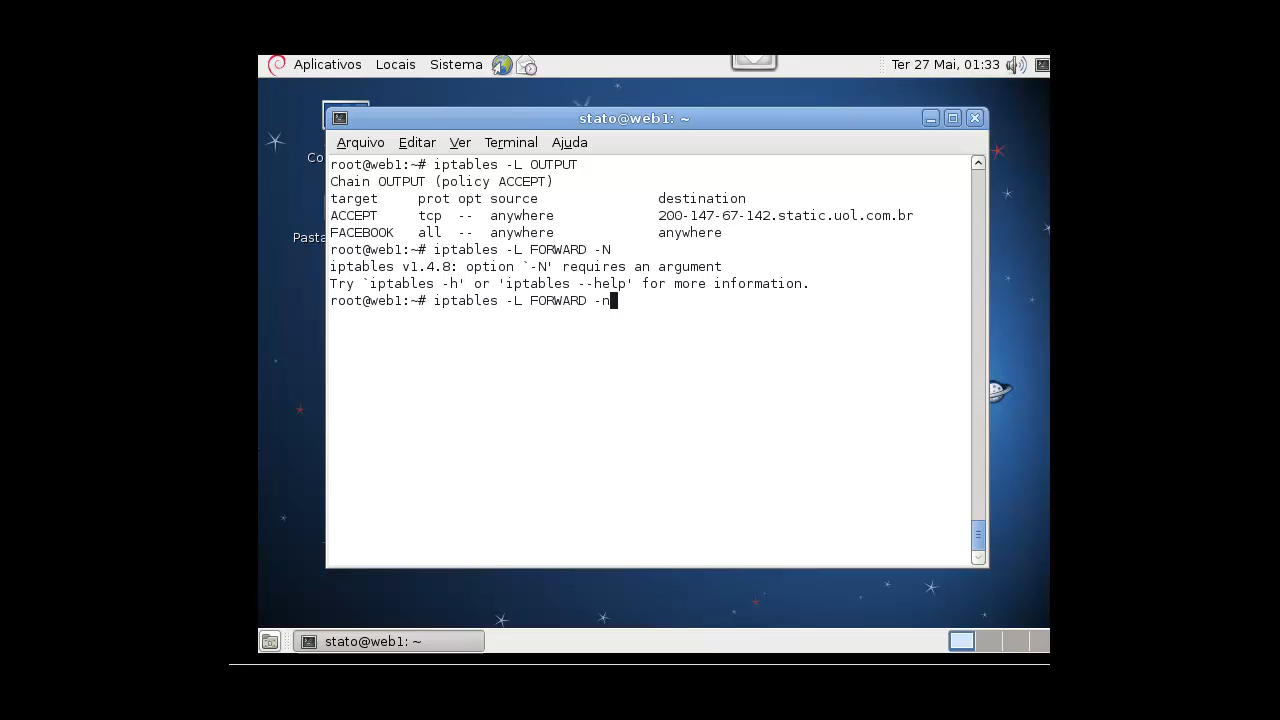 Aplicativos Locais Sistema Ter 27 Mai, 01:33
stato@web1: ~
Arquivo Editar Ver Terminal Ajuda
root@web1:~# iptables -L OUTPUT
Chain OUTPUT (policy ACCEPT)
target prot opt source destination
ACCEPT tcp -- anywhere 200-147-67-142.static.uol.com.br
FACEBOOK all -- anywhere anywhere
root@web1:~# iptables -L FORWARD -N
iptables v1.4.8: option `-N' requires an argument
Try `iptables -h' or 'iptables --help' for more information.
root@web1:~# iptables -L FORWARD -n
Co
Pasta
stato@web1: ~